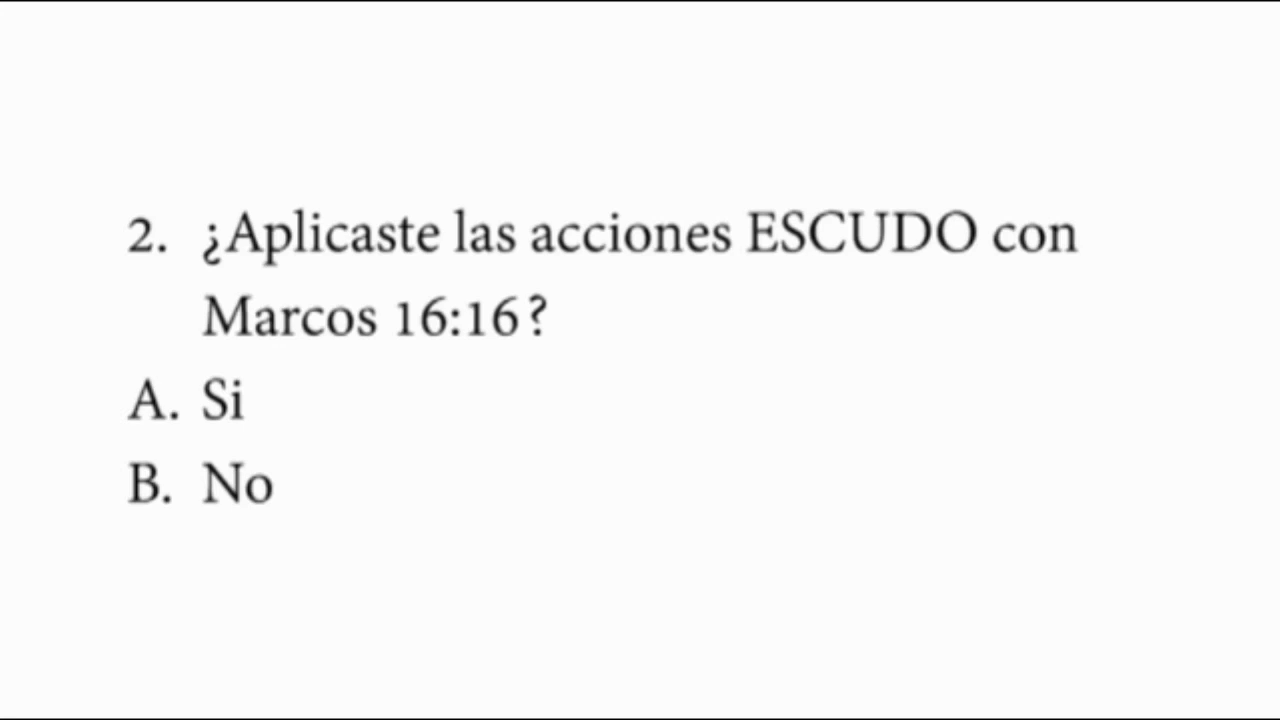 2. ¿Aplicaste las acciones ESCUDO con
Marcos 16:16?
A. Si
B. No